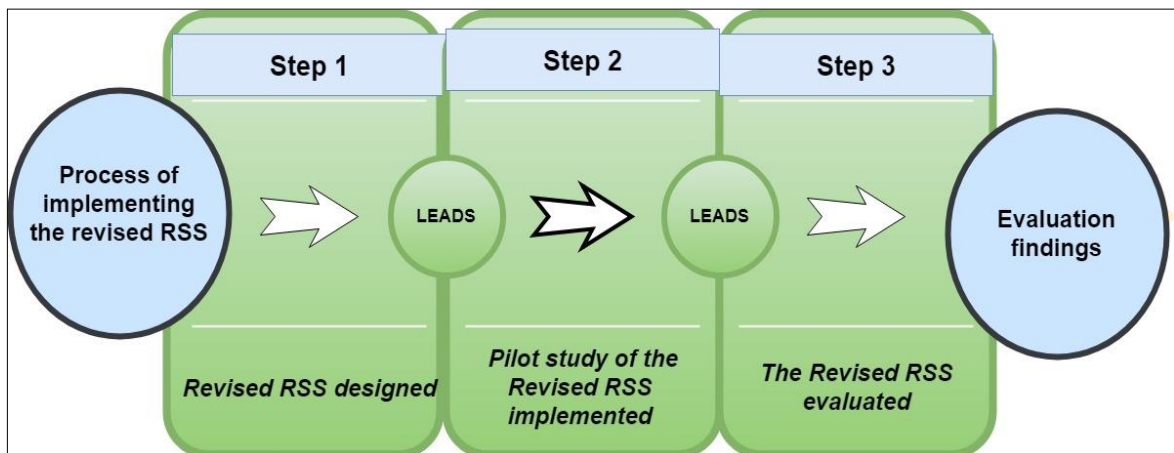 Step 1
Step 2
Step 3
Process of
implementing
the revised RSS
LEADS
LEADS
Evaluation
findings
Revised RSS designed
Pilot study of the
Revised RSS
implemented
The Revised RSS
evaluated